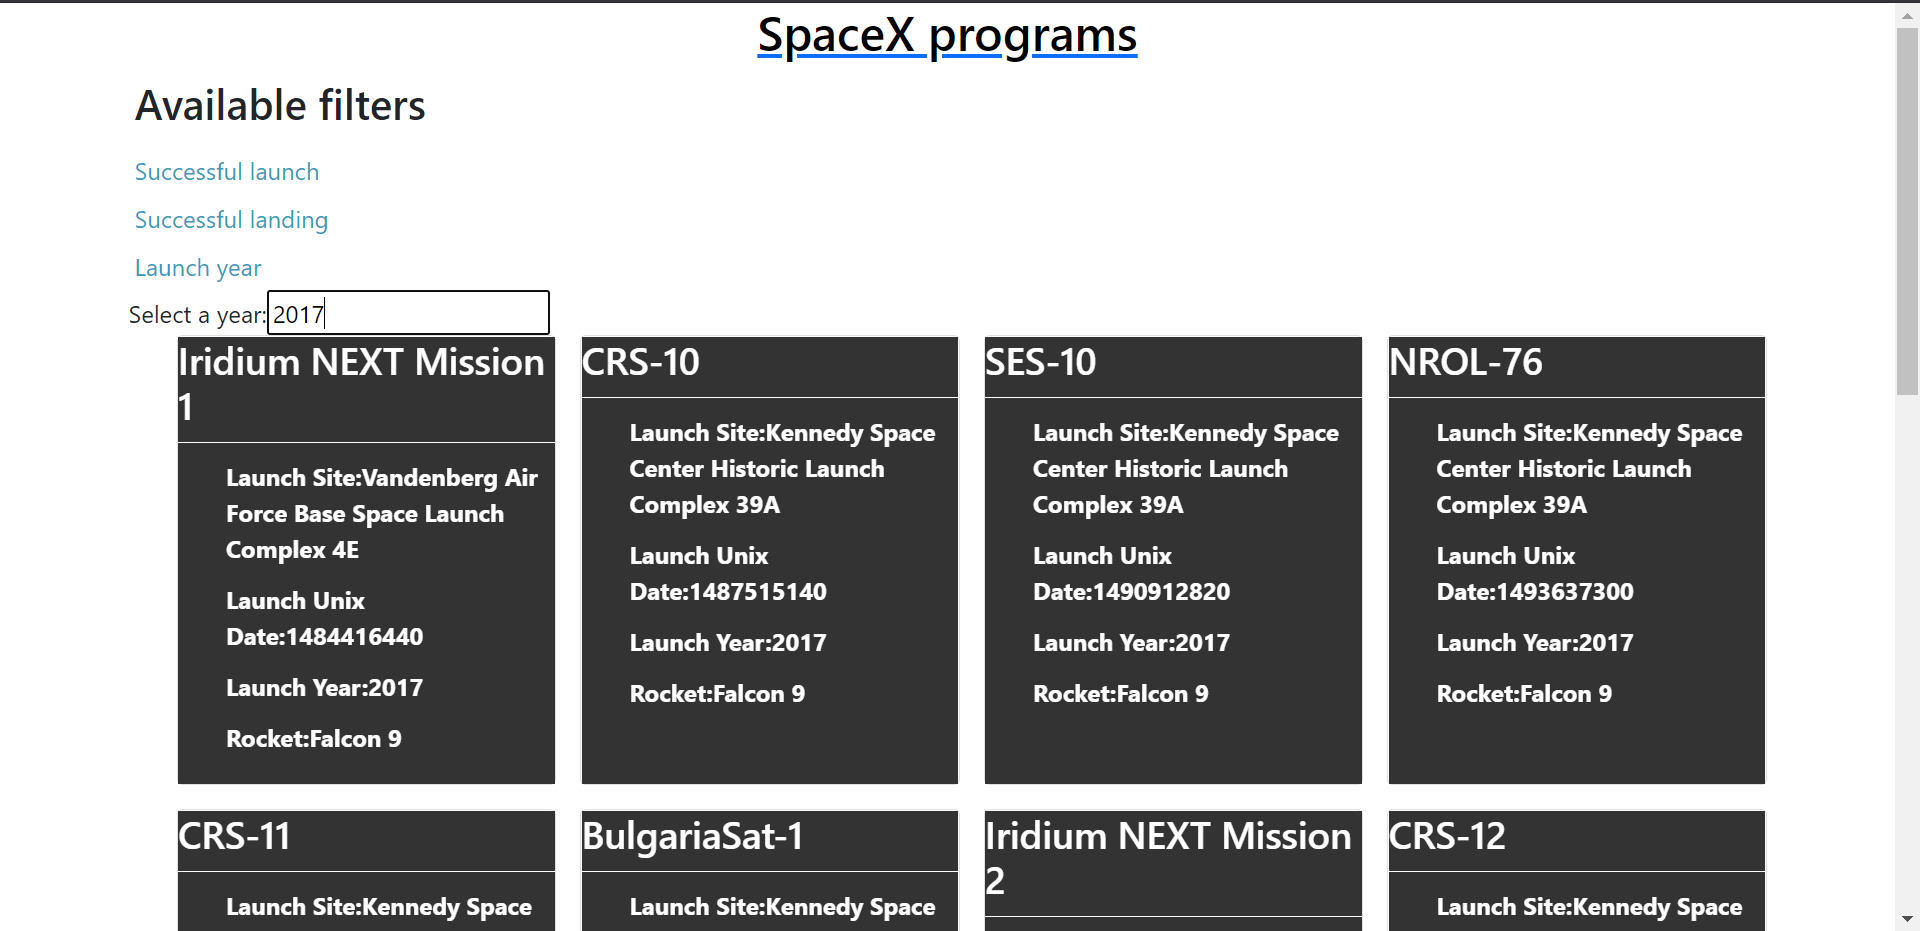 SpaceX programs
Available filters
Successful launch
Successful landing
Launch year
Select a year:2017
Iridium NEXT Mission
1
Launch Site:Vandenberg Air
Force Base Space Launch
Complex 4E
Launch Unix
Date:1484416440
Launch Year:2017
Rocket:Falcon 9
CRS-10
Launch Site:Kennedy Space
Center Historic Launch
Complex 39A
Launch Unix
Date:1487515140
Launch Year:2017
Rocket:Falcon 9
SES-10
Launch Site:Kennedy Space
Center Historic Launch
Complex 39A
Launch Unix
Date:1490912820
Launch Year:2017
Rocket:Falcon 9
NROL-76
Launch Site:Kennedy Space
Center Historic Launch
Complex 39A
Launch Unix
Date:1493637300
Launch Year:2017
Rocket:Falcon 9
CRS-11
Launch Site:Kennedy Space
BulgariaSat-1
Launch Site:Kennedy Space
Iridium NEXT Mission
2
CRS-12
Launch Site:Kennedy Space